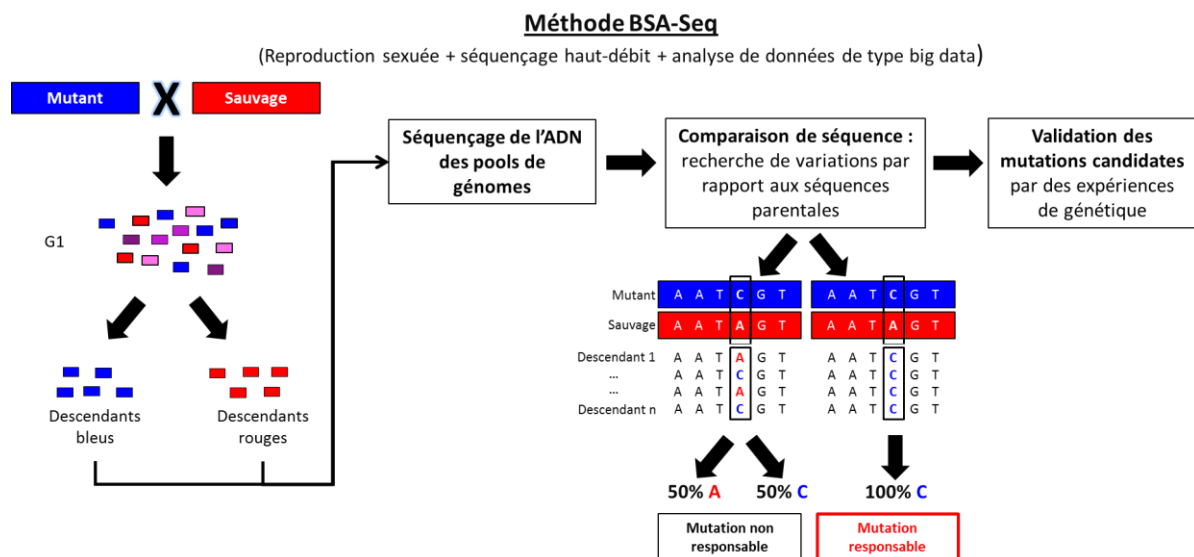 Méthode BSA-Seq
(Reproduction sexuée + séquençage haut-débit + analyse de données de type big data)
Mutant X Sauvage
G1
Descendants
bleus
Descendants
rouges
Séquençage de l'ADN
des pools de
génomes
Comparaison de séquence :
recherche de variations par
rapport aux séquences
parentales
Validation des
mutations candidates
par des expériences
de génétique
Mutant A A T C G T A A T C G T
Sauvage A A T A G T A A T A G T
Descendant 1 A A T A G T A A T C G T
... A A T C G T A A T C G T
... A A T A G T A A T C G T
Descendant n A A T C G T A A T C G T
50% A 50% C 100% C
Mutation non
responsable
Mutation
responsable